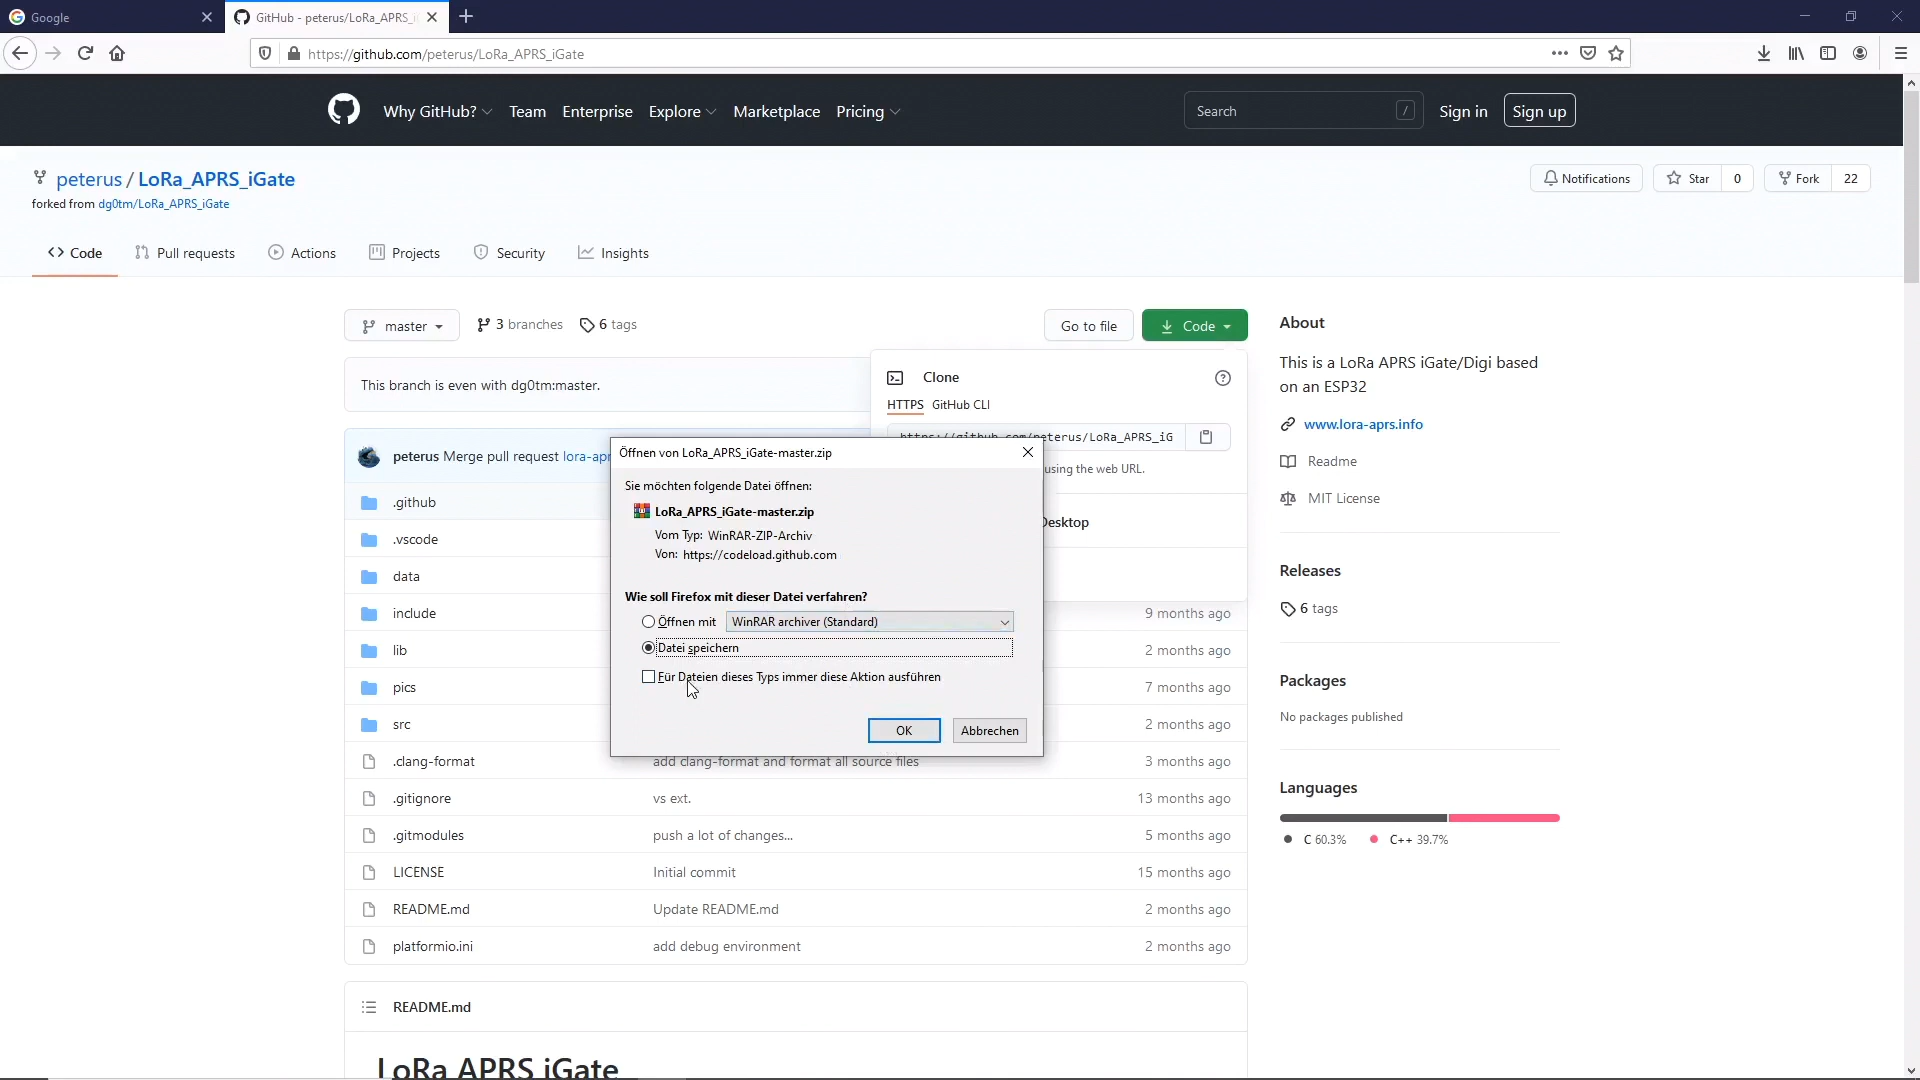 Google
GitHub - peterus/LoRa_APRS_i
https://github.com/peterus/LoRa_APRS_iGate
Why GitHub?
Team
Enterprise
Explore
Marketplace
Pricing
Search
/
Sign in
Sign up
peterus / LoRa_APRS_iGate
forked from dg0tm/LoRa_APRS_iGate
Notifications
Star
0
Fork
22
Code
Pull requests
Actions
Projects
Security
Insights
master
3 branches
6 tags
Go to file
Code
This branch is even with dg0tm:master.
Clone
HTTPS
GitHub CLI
https://github.com/peterus/LoRa_APRS_iG
using the web URL.
Desktop
peterus Merge pull request lora-apr
.github
.vscode
data
include
9 months ago
lib
2 months ago
pics
7 months ago
src
2 months ago
.clang-format
add clang-format and format all source files
3 months ago
.gitignore
vs ext.
13 months ago
.gitmodules
push a lot of changes...
5 months ago
LICENSE
Initial commit
15 months ago
README.md
Update README.md
2 months ago
platformio.ini
add debug environment
2 months ago
README.md
LoRa APRS iGate
Öffnen von LoRa_APRS_iGate-master.zip
Sie möchten folgende Datei öffnen:
LoRa_APRS_iGate-master.zip
Vom Typ: WinRAR-ZIP-Archiv
Von: https://codeload.github.com
Wie soll Firefox mit dieser Datei verfahren?
Öffnen mit
WinRAR archiver (Standard)
Datei speichern
Für Dateien dieses Typs immer diese Aktion ausführen
OK
Abbrechen
About
This is a LoRa APRS iGate/Digi based
on an ESP32
www.lora-aprs.info
Readme
MIT License
Releases
6 tags
Packages
No packages published
Languages
C 60.3%
C++ 39.7%